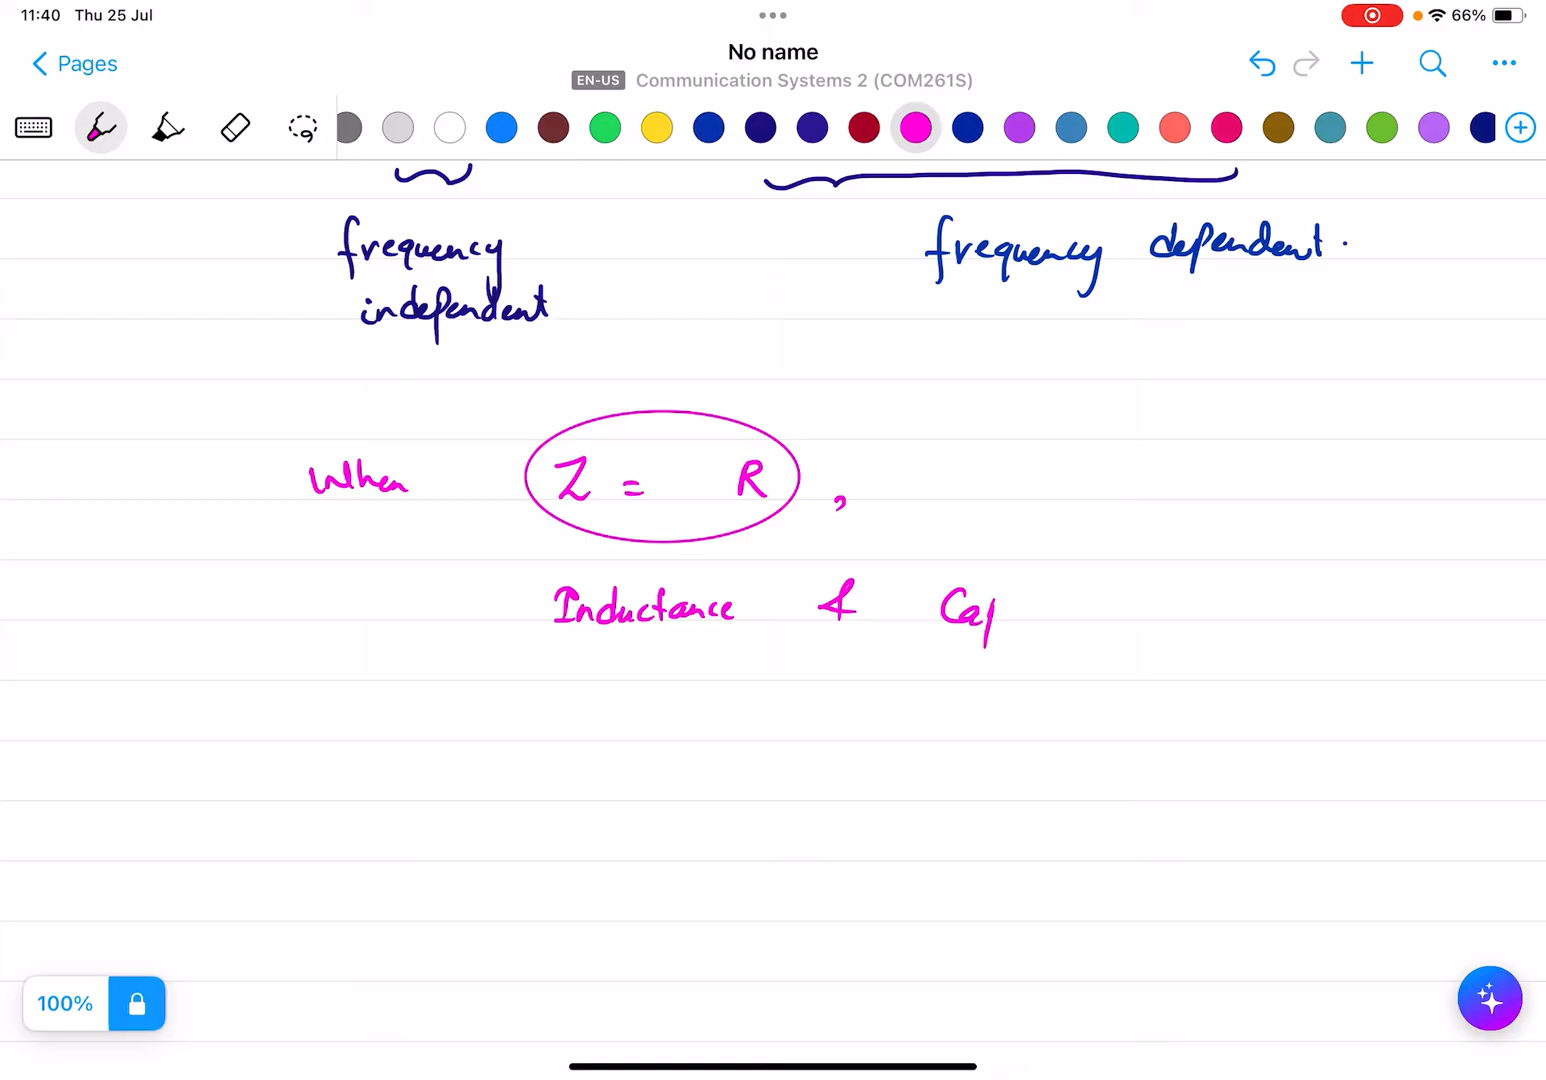 11:40 Thu 25 Jul
66%
Pages
No name
EN-US Communication Systems 2 (COM261S)
frequency
independent
frequency dependent.
When Z = R ,
Inductance & Cap
100%